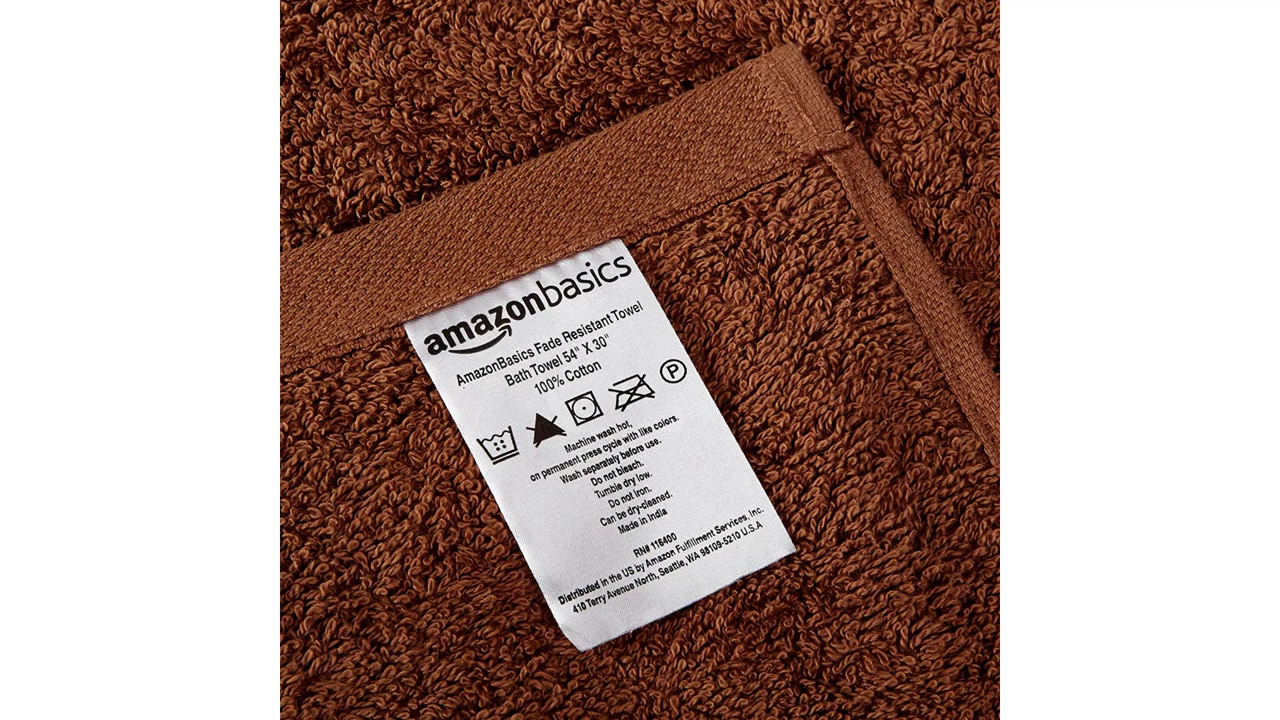 amazonbasics
AmazonBasics Fade Resistant Towel
Bath Towel 54" X 30"
100% Cotton
P
Machine wash hot,
on permanent press cycle with like colors.
Wash separately before use.
Do not bleach.
Tumble dry low.
Do not iron.
Can be dry-cleaned.
Made in India
RN# 116400
Distributed in the US by Amazon Fulfillment Services, Inc.
410 Terry Avenue North, Seattle, WA 98109-5210 U.S.A